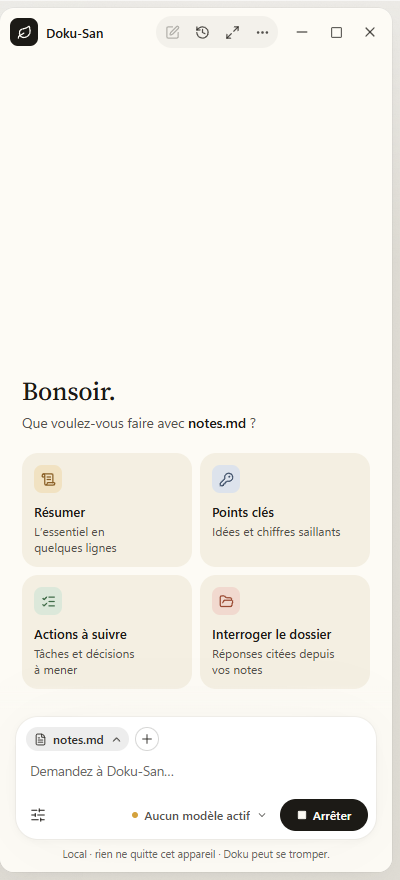 Doku-San
Bonsoir.
Que voulez-vous faire avec notes.md ?
Résumer
L'essentiel en
quelques lignes
Points clés
Idées et chiffres saillants
Actions à suivre
Tâches et décisions
à mener
Interroger le dossier
Réponses citées depuis
vos notes
notes.md
Demandez à Doku-San...
Aucun modèle actif
Arrêter
Local · rien ne quitte cet appareil · Doku peut se tromper.